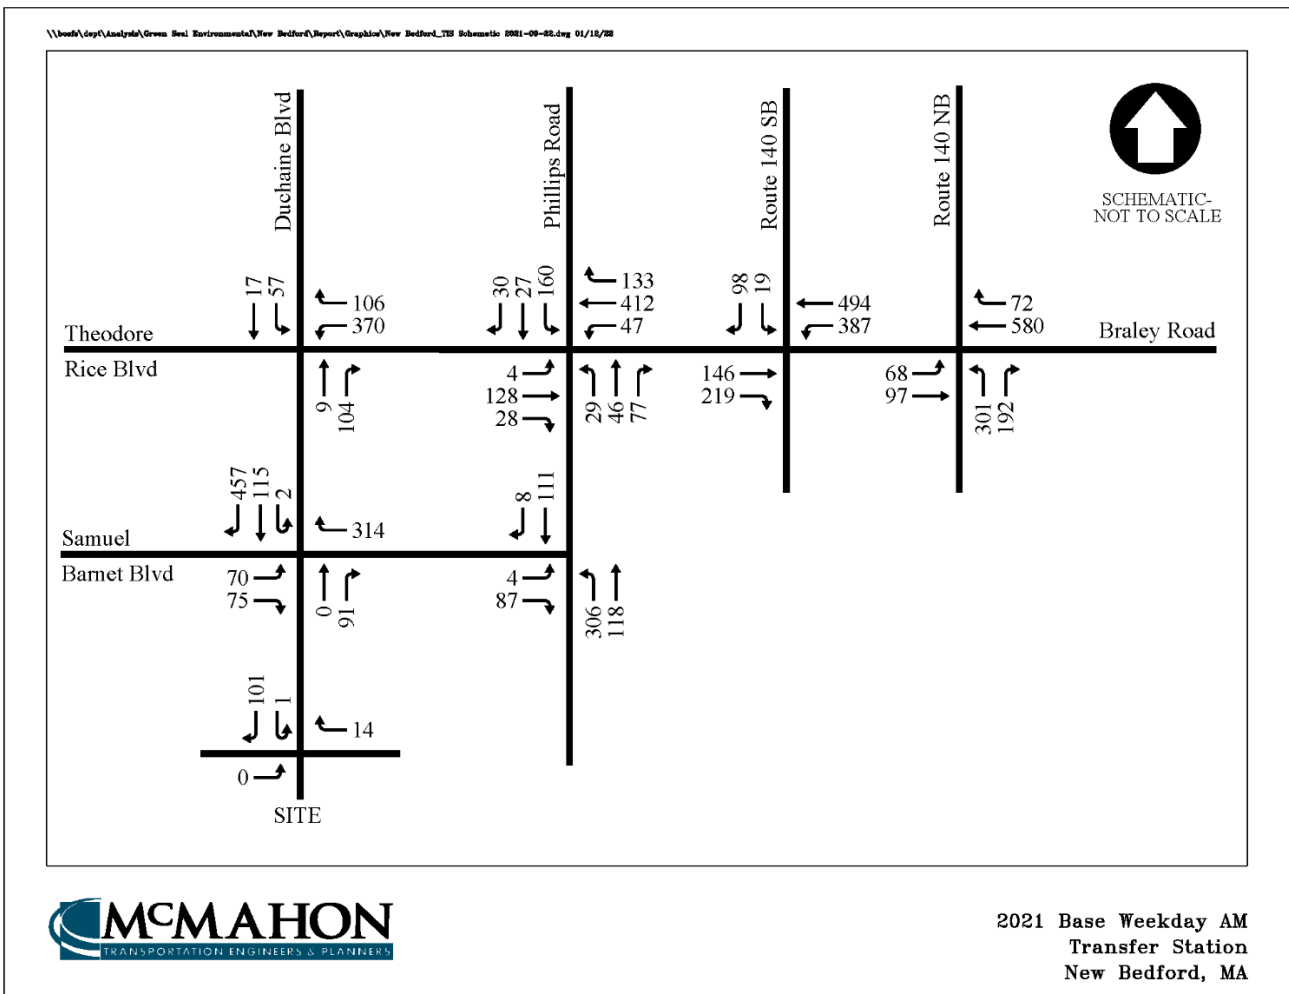 \\bosfs\dept\Analysis\Green Seal Environmental\New Bedford\Report\Graphics\New Bedford_TIS Schematic 2021-09-22.dwg 01/12/22
Duchaine Blvd
Phillips Road
Route 140 SB
Route 140 NB
SCHEMATIC-
NOT TO SCALE
17
57
106
370
30
27
160
133
412
47
98
19
494
387
72
580
Theodore
Rice Blvd
Braley Road
9
104
4
128
28
29
46
77
146
219
68
97
301
192
457
115
2
314
8
111
Samuel
Barnet Blvd
70
75
0
91
4
87
306
118
101
1
14
0
SITE
McMAHON
TRANSPORTATION ENGINEERS & PLANNERS
2021 Base Weekday AM
Transfer Station
New Bedford, MA